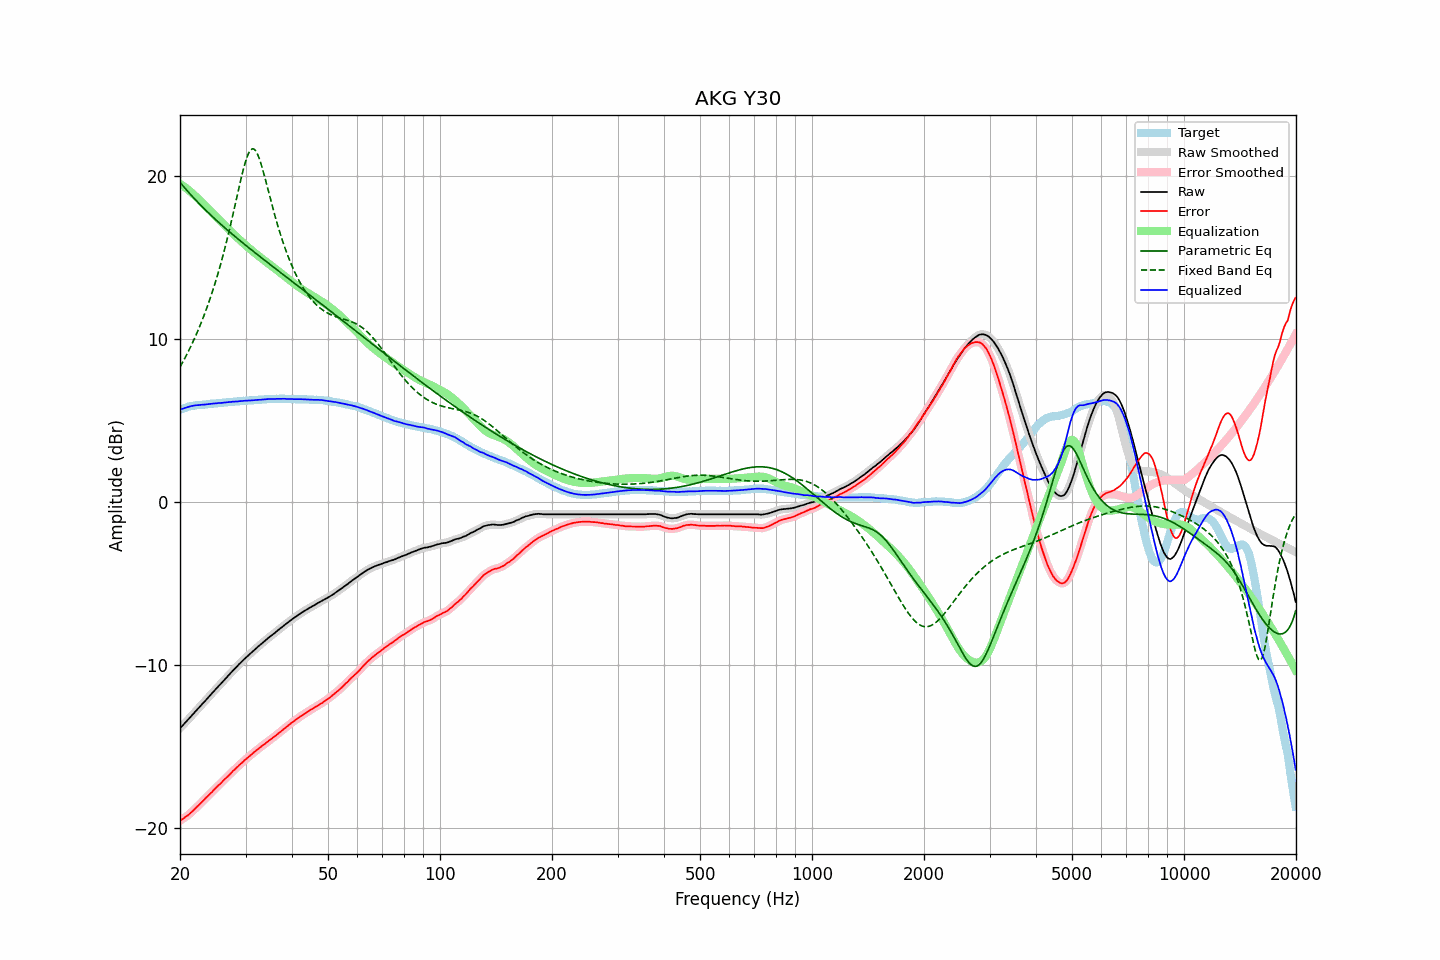 AKG Y30
Amplitude (dBr)
20
10
0
−10
−20
Target
Raw Smoothed
Error Smoothed
Raw
Error
Equalization
Parametric Eq
Fixed Band Eq
Equalized
20 50 100 200 500 1000 2000 5000 10000 20000
Frequency (Hz)